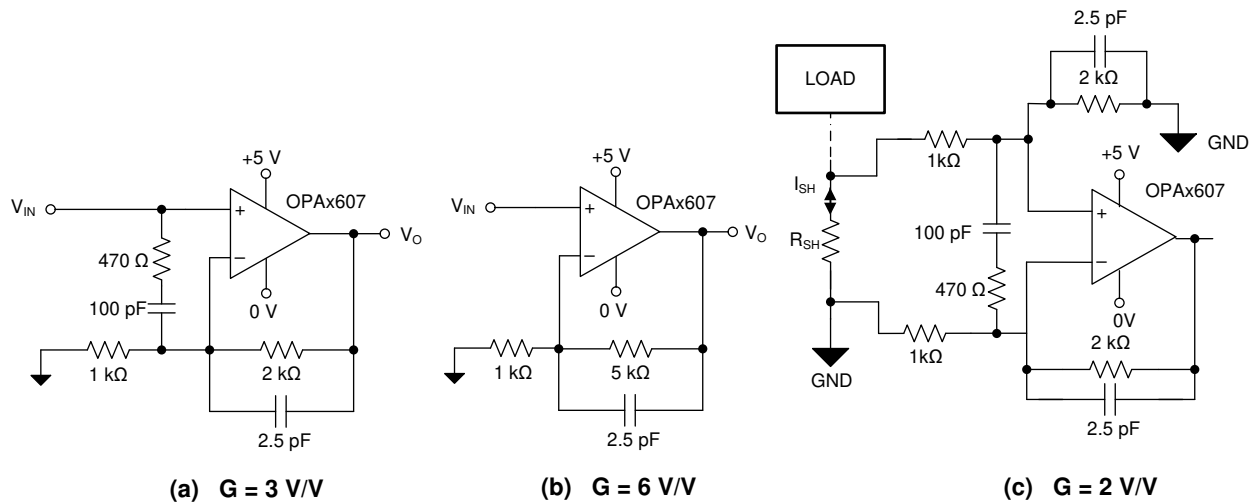 +5 V
OPAx607
V_IN
+
−
V_O
470 Ω
100 pF
0 V
1 kΩ
2 kΩ
2.5 pF
(a) G = 3 V/V
+5 V
OPAx607
V_IN
+
−
V_O
0 V
1 kΩ
5 kΩ
2.5 pF
(b) G = 6 V/V
2.5 pF
2 kΩ
GND
LOAD
1kΩ
I_SH
R_SH
+5 V
OPAx607
+
−
100 pF
470 Ω
0V
1kΩ
GND
2 kΩ
2.5 pF
(c) G = 2 V/V